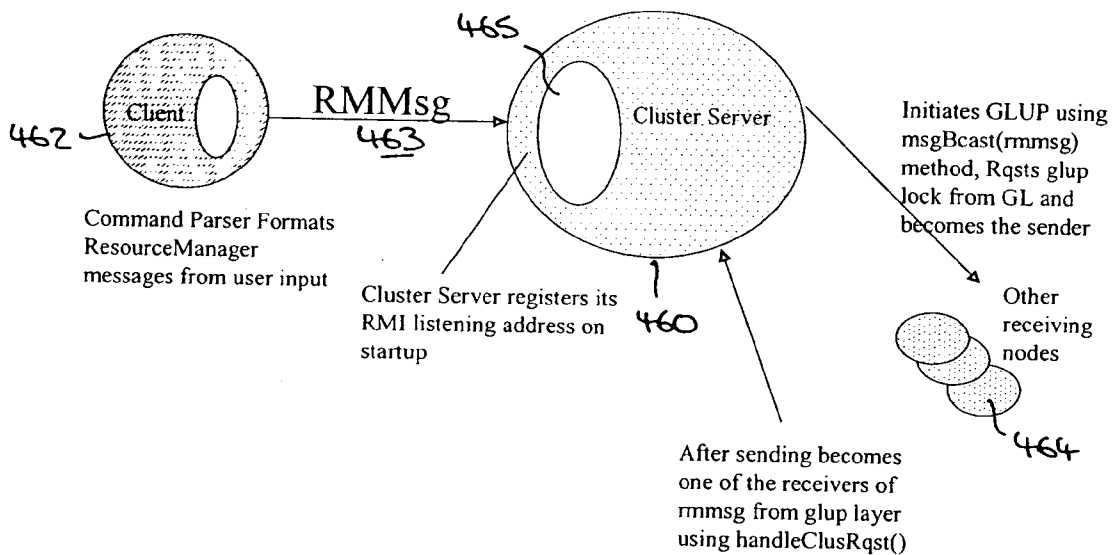 465
Client
462
RMMsg
463
Cluster Server
Initiates GLUP using
msgBcast(rmmsg)
method, Rqsts glup
lock from GL and
becomes the sender
Command Parser Formats
ResourceManager
messages from user input
Cluster Server registers its
RMI listening address on
startup
460
Other
receiving
nodes
464
After sending becomes
one of the receivers of
rmmsg from glup layer
using handleClusRqst()